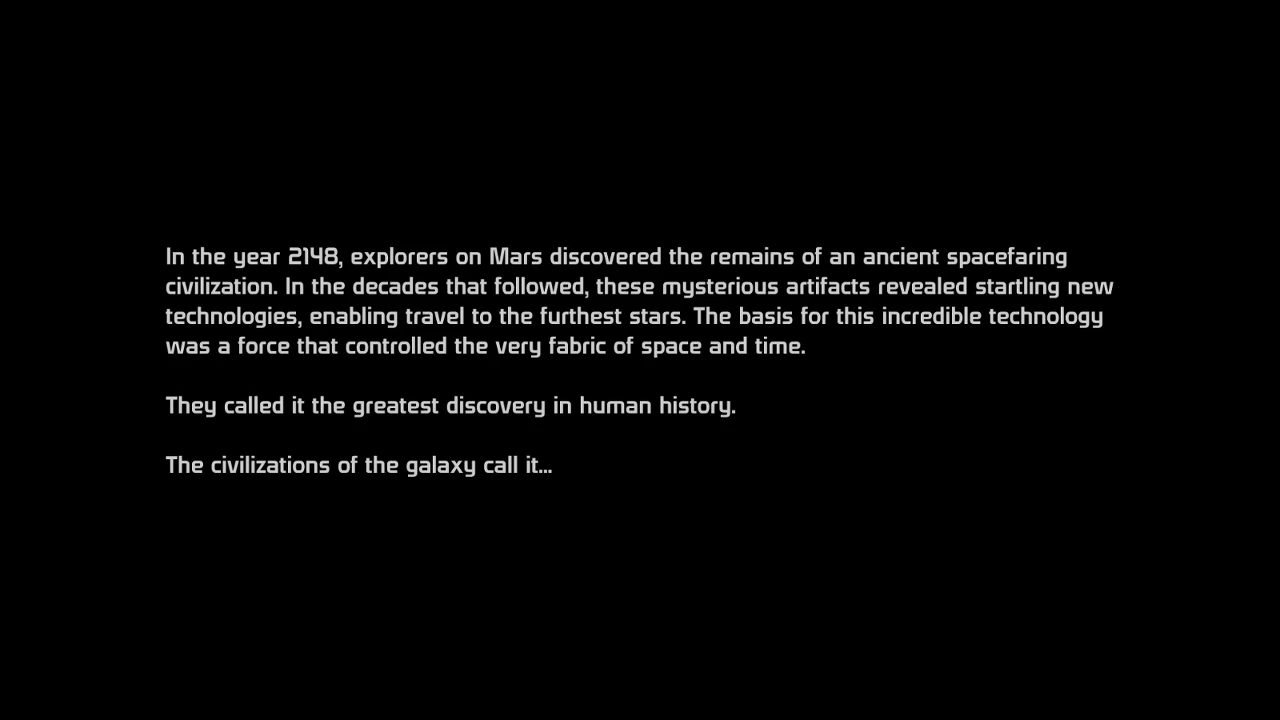 In the year 2148, explorers on Mars discovered the remains of an ancient spacefaring
civilization. In the decades that followed, these mysterious artifacts revealed startling new
technologies, enabling travel to the furthest stars. The basis for this incredible technology
was a force that controlled the very fabric of space and time.
They called it the greatest discovery in human history.
The civilizations of the galaxy call it...